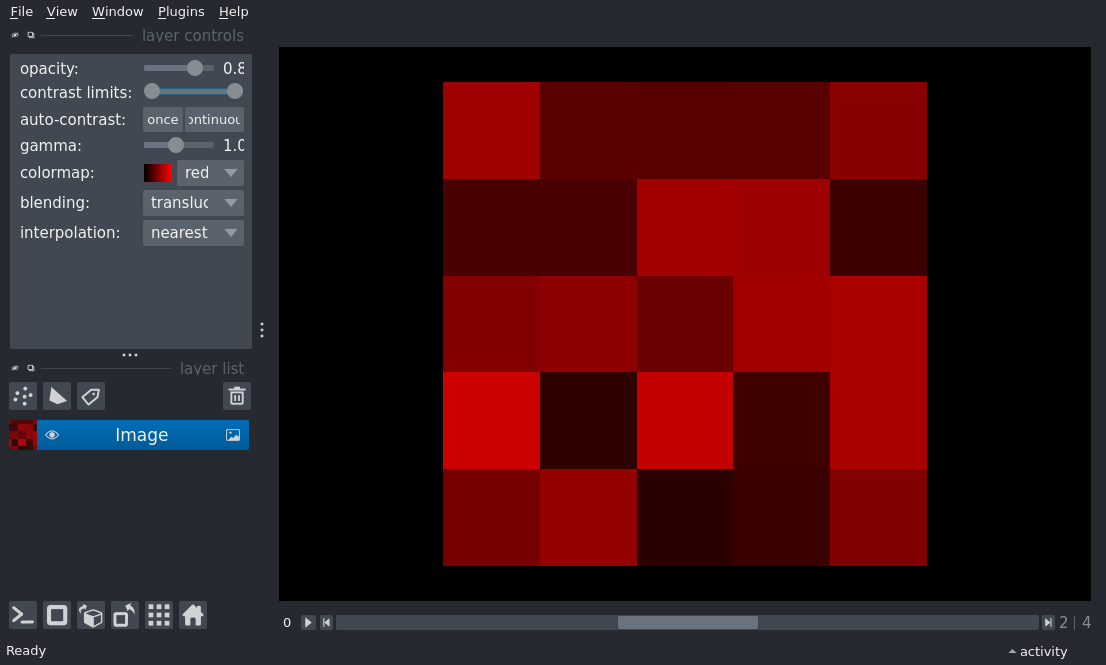 File View Window Plugins Help
layer controls
opacity: 0.8
contrast limits:
auto-contrast: once ontinuou
gamma: 1.0
colormap: red
blending: transluc
interpolation: nearest
layer list
Image
0 2 | 4
Ready activity